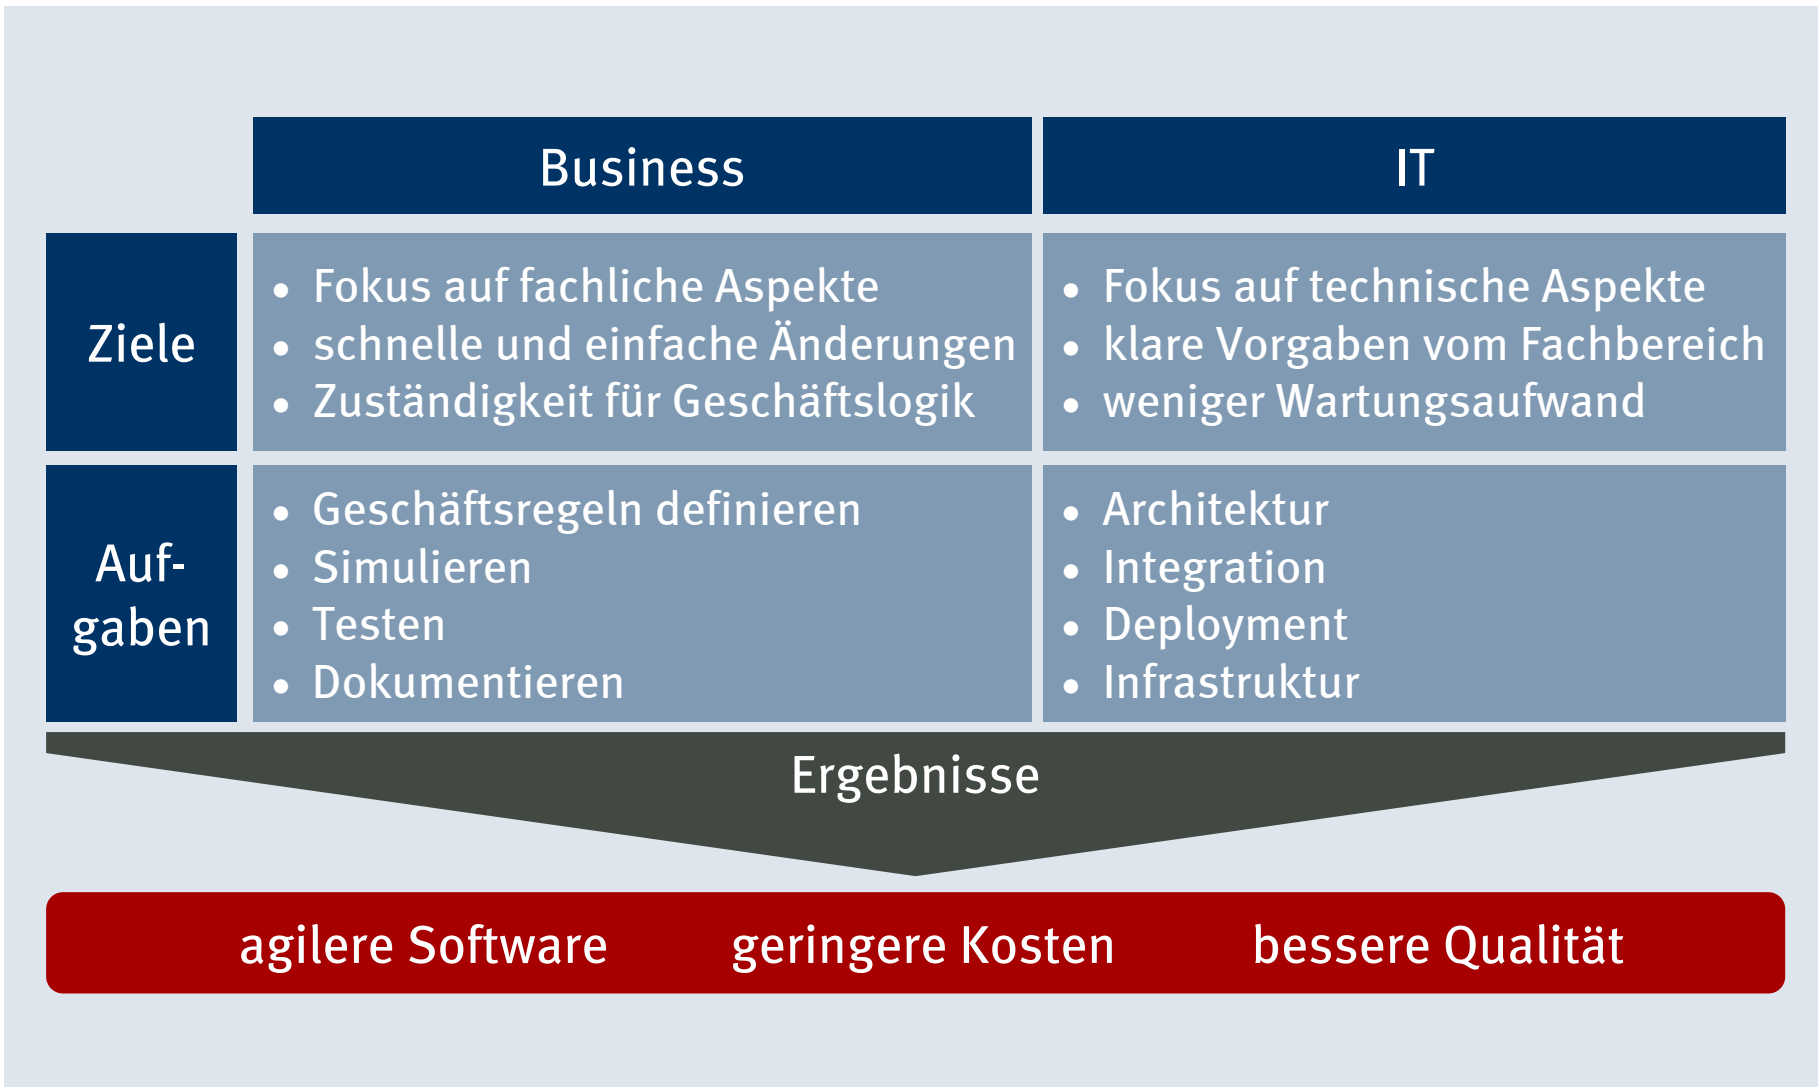 Business
IT
Ziele
• Fokus auf fachliche Aspekte
• schnelle und einfache Änderungen
• Zuständigkeit für Geschäftslogik
• Fokus auf technische Aspekte
• klare Vorgaben vom Fachbereich
• weniger Wartungsaufwand
Auf-
gaben
• Geschäftsregeln definieren
• Simulieren
• Testen
• Dokumentieren
• Architektur
• Integration
• Deployment
• Infrastruktur
Ergebnisse
agilere Software geringere Kosten bessere Qualität